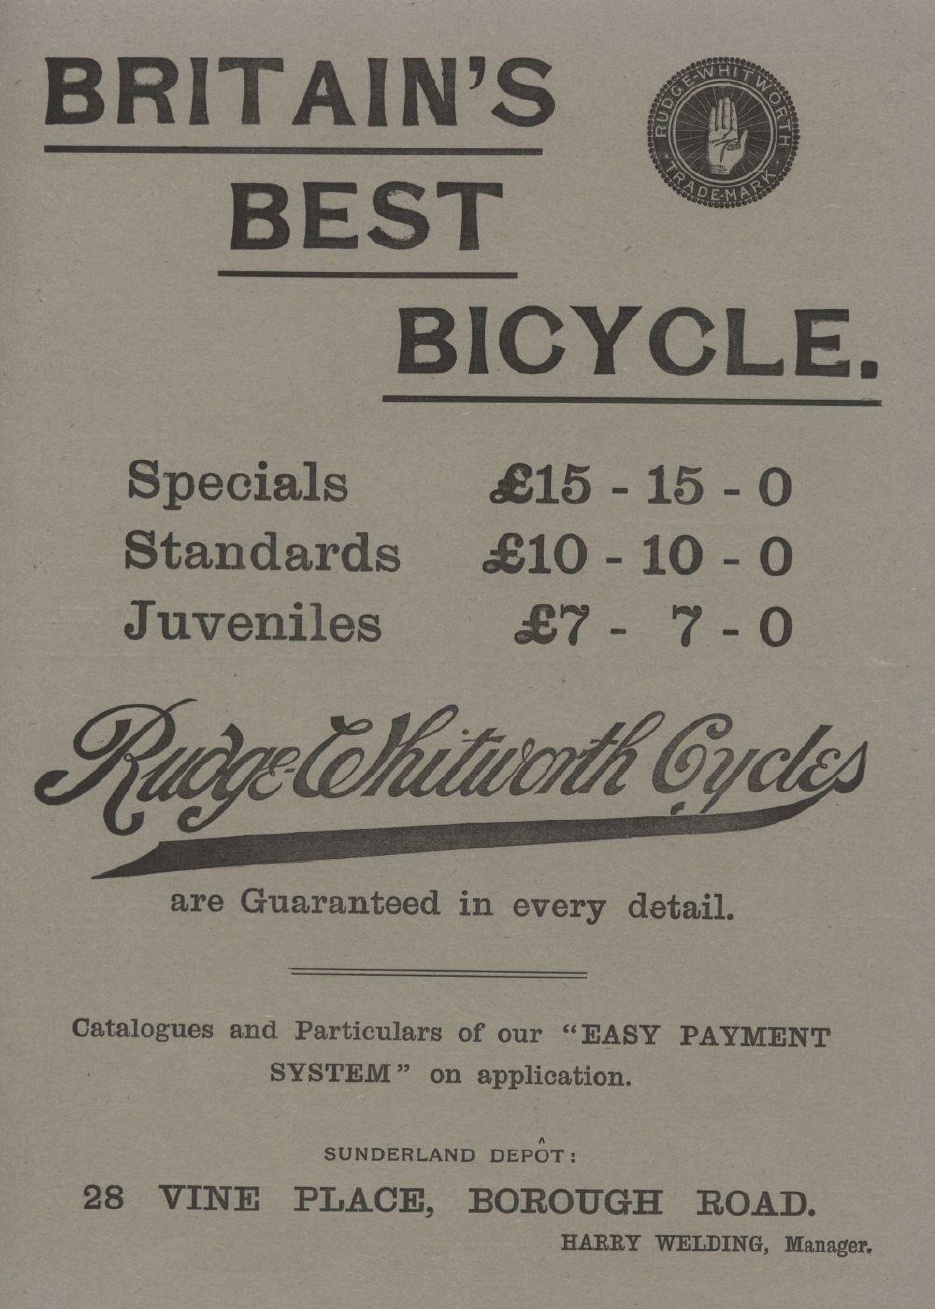 BRITAIN'S
RUDGE-WHITWORTH
TRADE-MARK
BEST
BICYCLE.
Specials £15 - 15 - 0
Standards £10 - 10 - 0
Juveniles £7 - 7 - 0
Rudge-Whitworth Cycles
are Guaranteed in every detail.
Catalogues and Particulars of our “EASY PAYMENT
SYSTEM” on application.
SUNDERLAND DEPÔT:
28 VINE PLACE, BOROUGH ROAD.
HARRY WELDING, Manager.